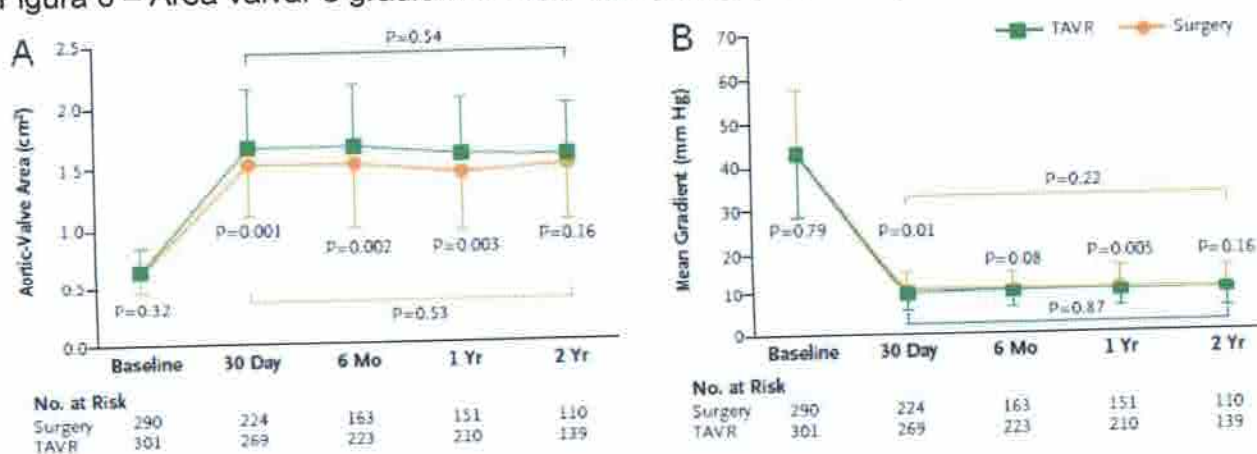 Figura 6 – Area valvar e gradient
A
Aortic-Valve Area (cm²)
2.5
2.0
1.5
1.0
0.5
0.0
P=0.54
P=0.32
P=0.001
P=0.002
P=0.003
P=0.16
P=0.53
Baseline 30 Day 6 Mo 1 Yr 2 Yr
No. at Risk
Surgery 290 224 163 151 110
TAVR 301 269 223 210 139
B
TAVR Surgery
Mean Gradient (mm Hg)
70
60
50
40
30
20
10
0
P=0.22
P=0.79
P=0.01
P=0.08
P=0.005
P=0.16
P=0.87
Baseline 30 Day 6 Mo 1 Yr 2 Yr
No. at Risk
Surgery 290 224 163 151 110
TAVR 301 269 223 210 139